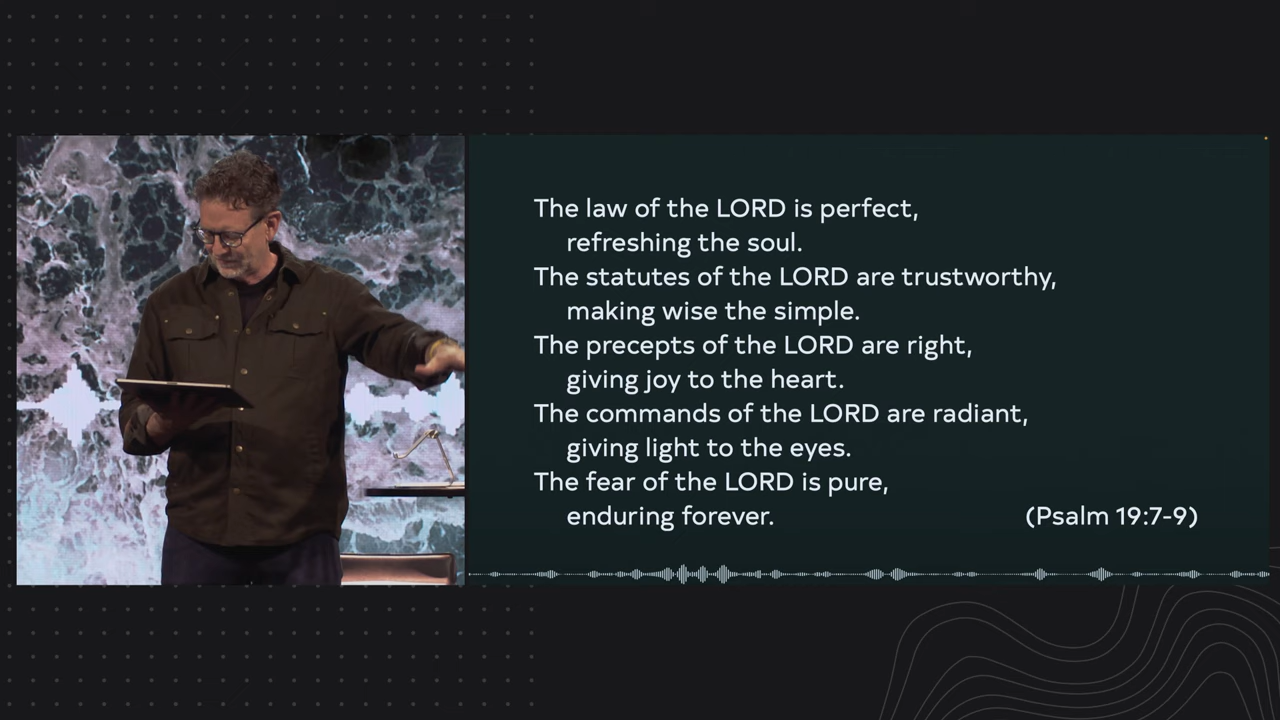 The law of the LORD is perfect,
refreshing the soul.
The statutes of the LORD are trustworthy,
making wise the simple.
The precepts of the LORD are right,
giving joy to the heart.
The commands of the LORD are radiant,
giving light to the eyes.
The fear of the LORD is pure,
enduring forever. (Psalm 19:7-9)